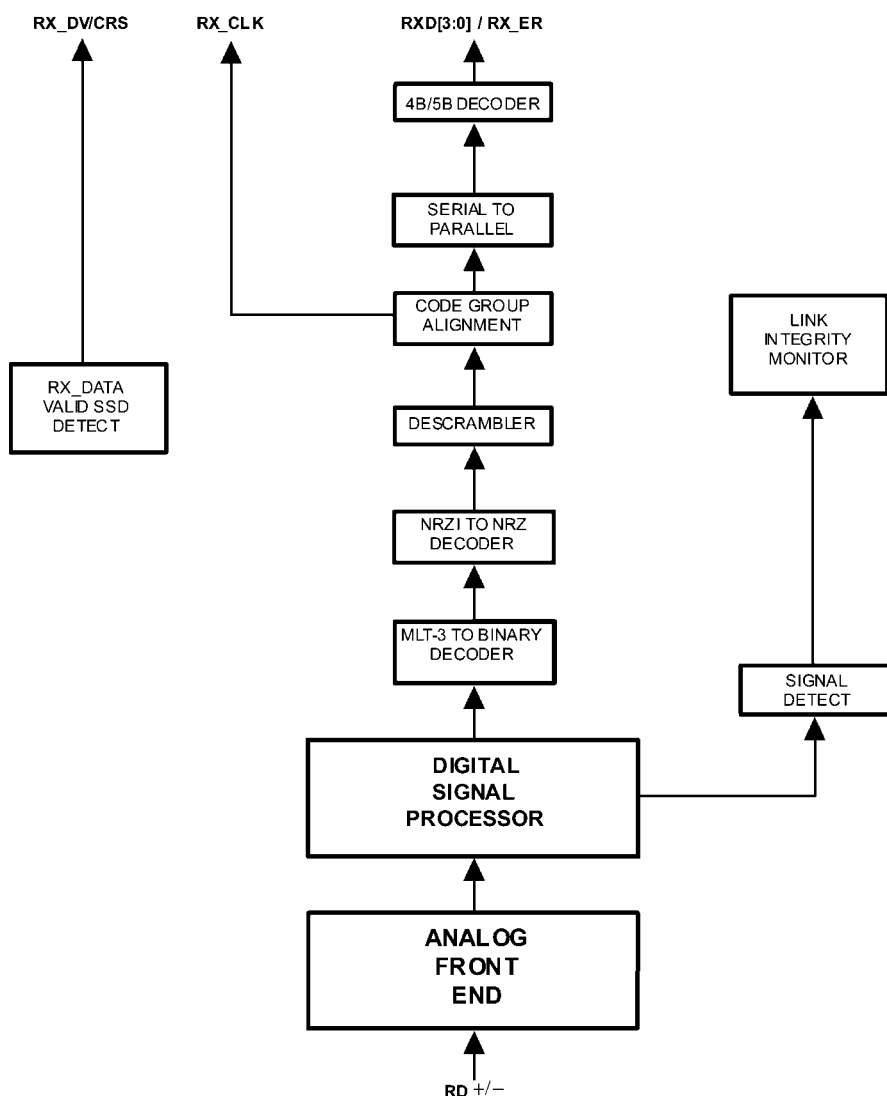 RX_DV/CRS
RX_CLK
RXD[3:0] / RX_ER
4B/5B DECODER
SERIAL TO
PARALLEL
CODE GROUP
ALIGNMENT
LINK
INTEGRITY
MONITOR
RX_DATA
VALID SSD
DETECT
DESCRAMBLER
NRZI TO NRZ
DECODER
MLT-3 TO BINARY
DECODER
SIGNAL
DETECT
DIGITAL
SIGNAL
PROCESSOR
ANALOG
FRONT
END
RD +/−